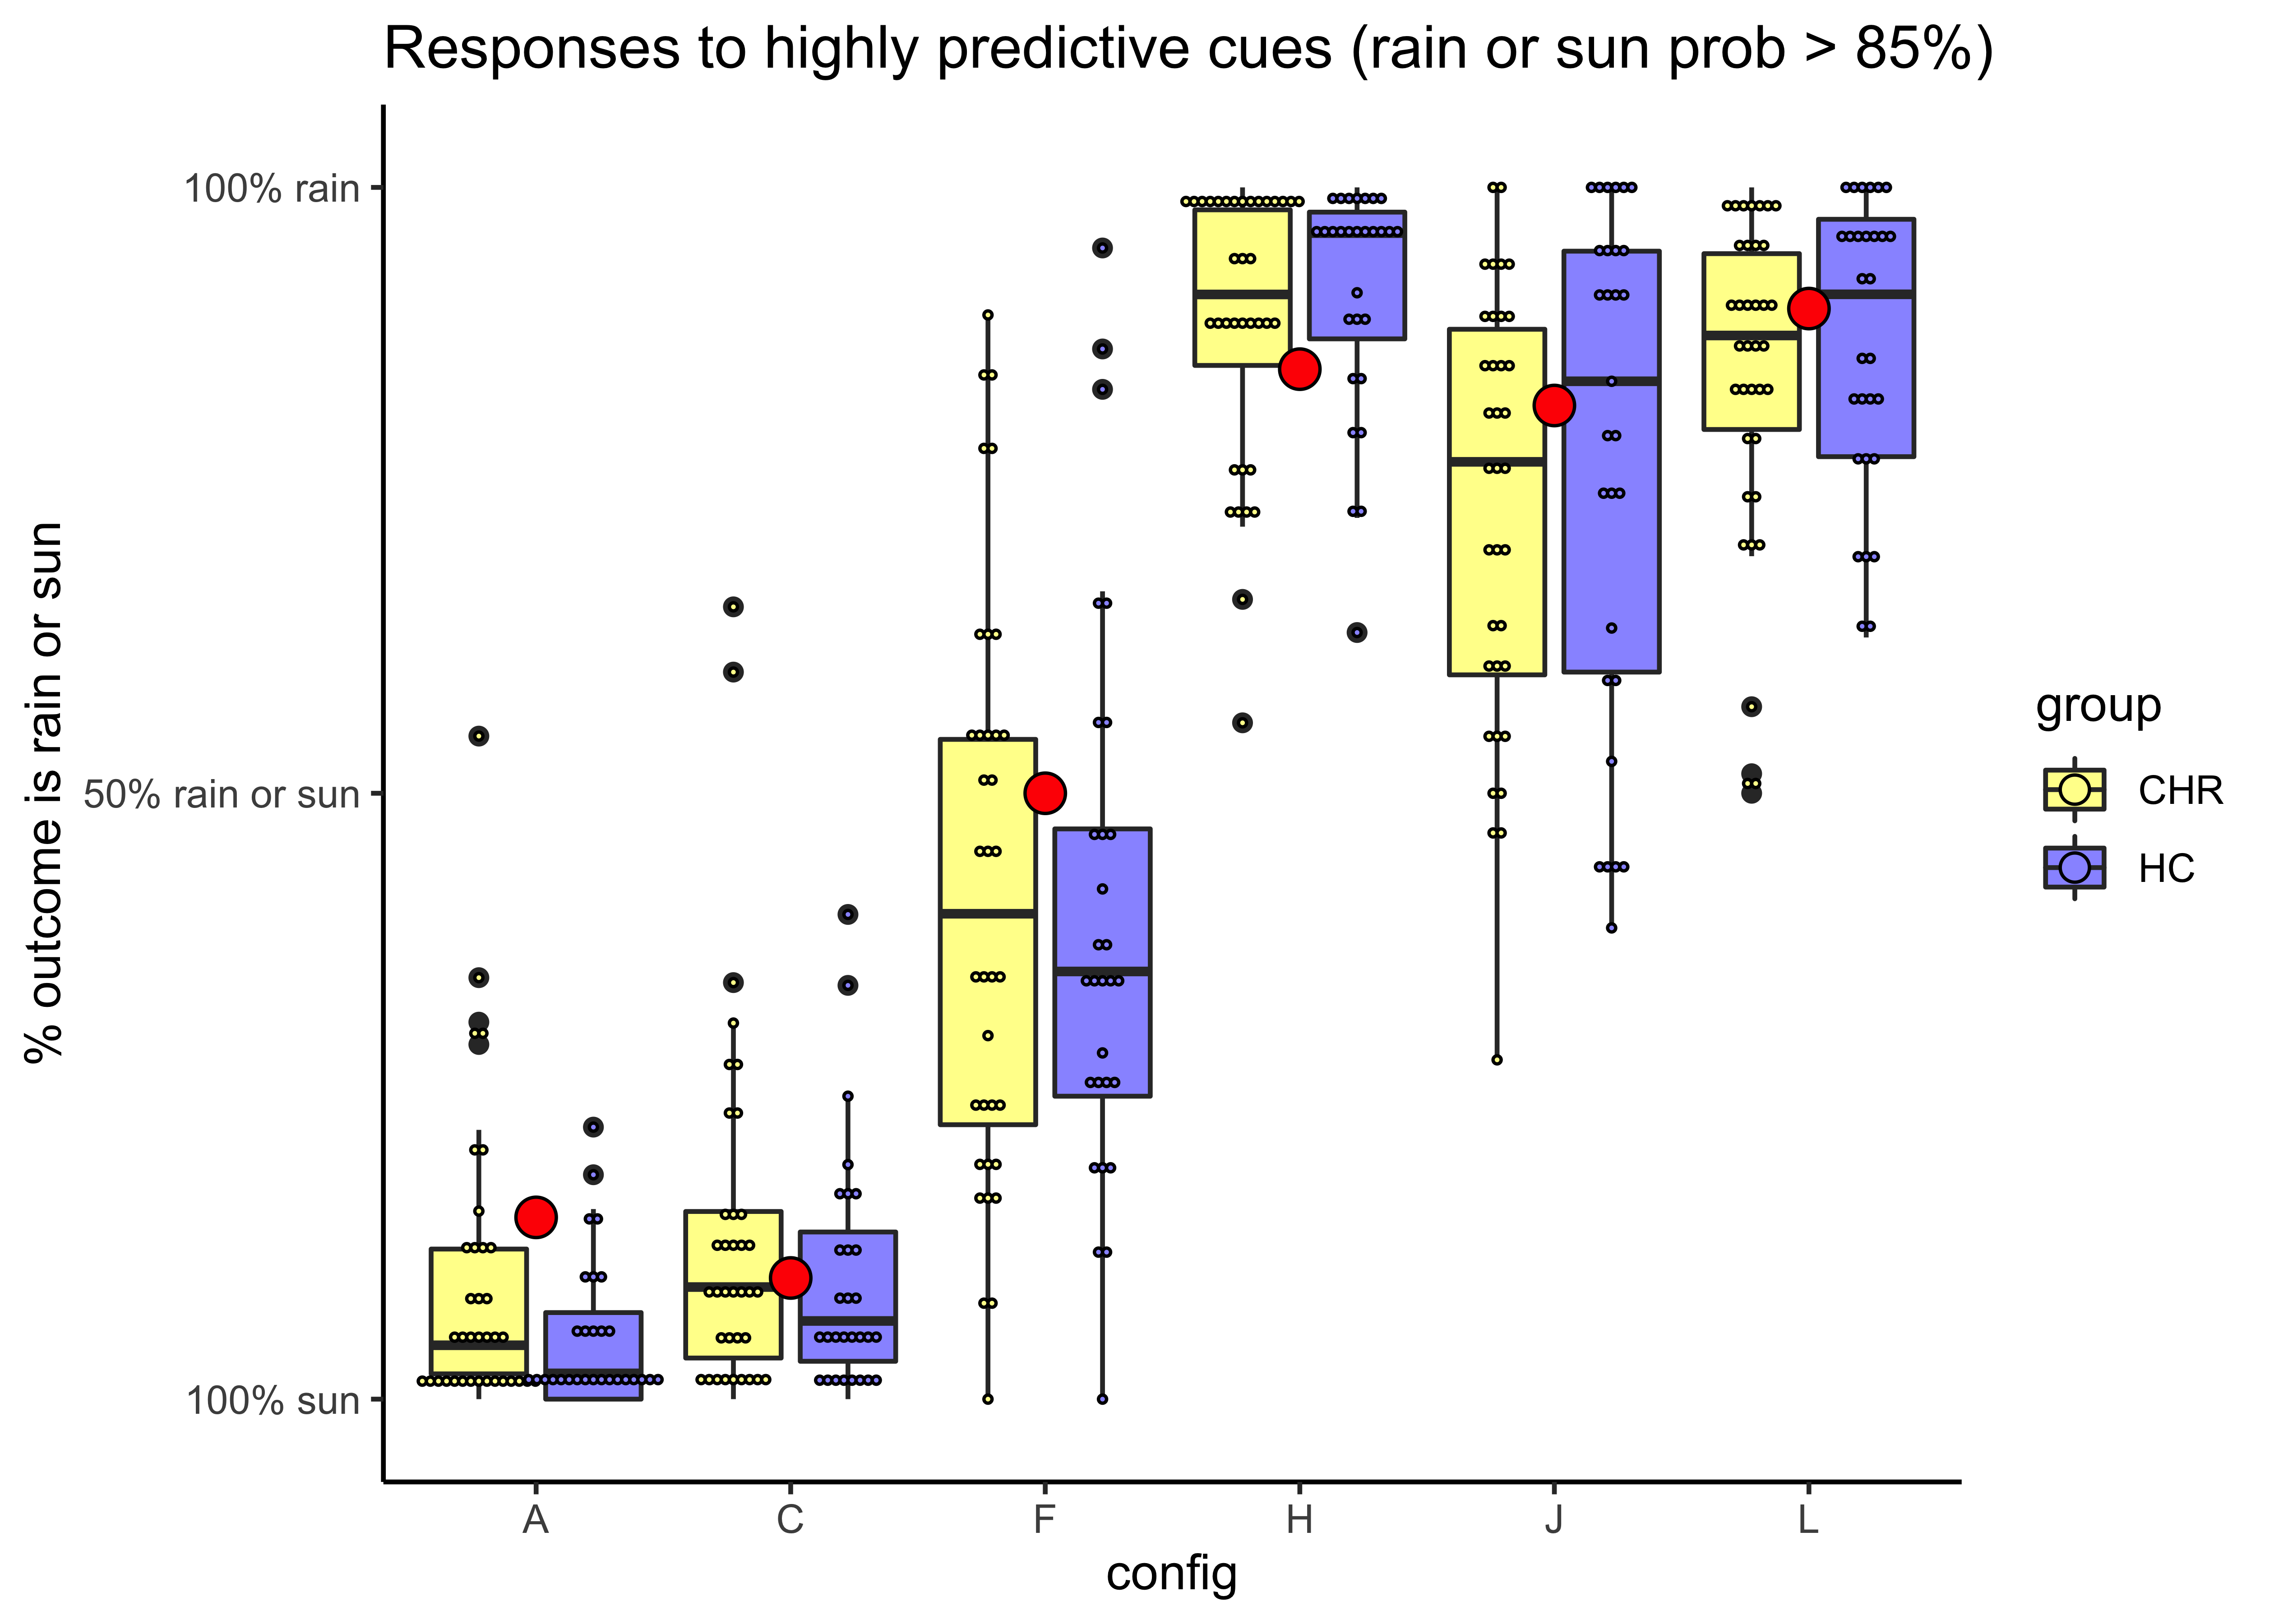 Responses to highly predictive cues (rain or sun prob > 85%)
% outcome is rain or sun
100% rain
50% rain or sun
100% sun
A C F H J L
config
group
CHR
HC